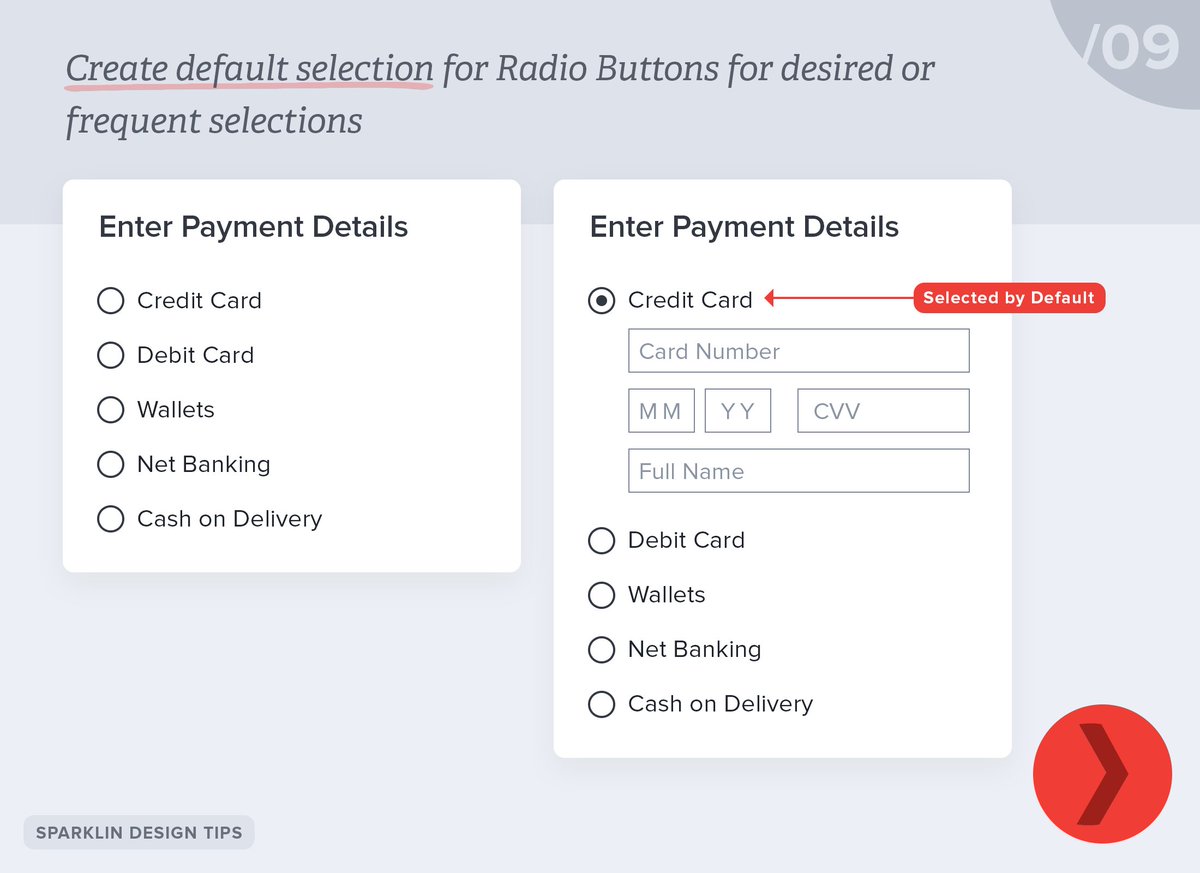 /09
Create default selection for Radio Buttons for desired or
frequent selections
Enter Payment Details
Credit Card
Debit Card
Wallets
Net Banking
Cash on Delivery
Enter Payment Details
Credit Card
Selected by Default
Card Number
MM
YY
CVV
Full Name
Debit Card
Wallets
Net Banking
Cash on Delivery
SPARKLIN DESIGN TIPS